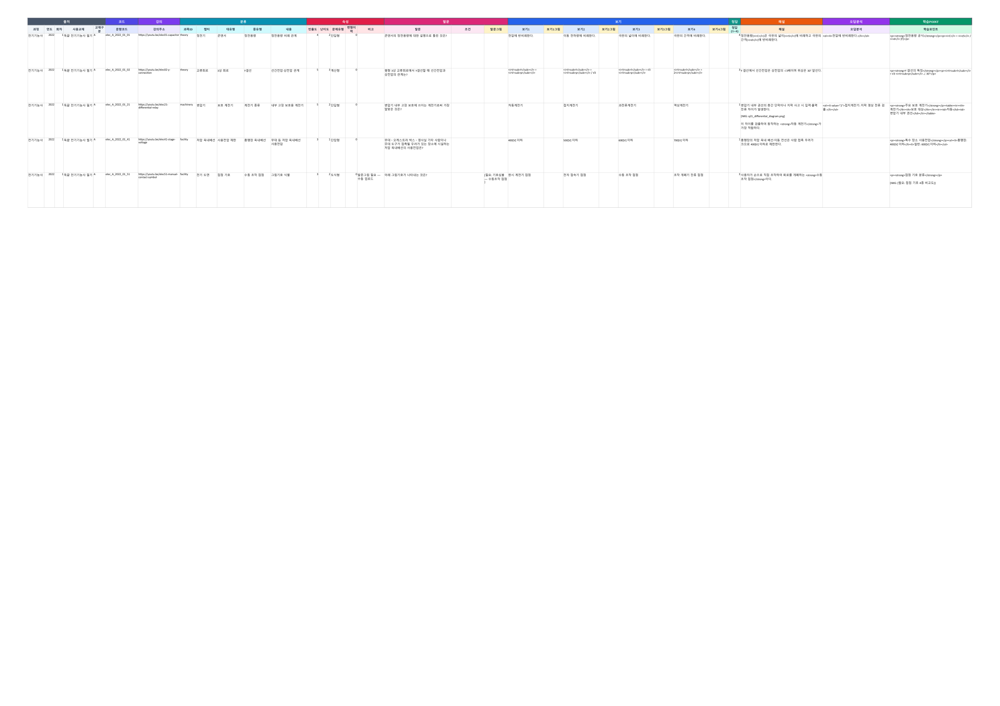 출처 코드 강의 분류 속성 발문 보기 정답 해설 오답분석 학습POINT
과정 연도 회차 사용교재 교재구분 문항코드 강의주소 과목ID 챕터 대유형 중유형 내용 빈출도 난이도 문제유형 변형이력 비고 발문 조건 발문그림 보기1 보기1그림 보기2 보기2그림 보기3 보기3그림 보기4 보기4그림 정답(1~4) 해설 오답분석 학습포인트
전기기능사 2022 1 독끝 전기기능사 필기 A elec_A_2022_01_01 https://youtu.be/elec01-capacitor theory 정전기 콘덴서 정전용량 정전용량 비례 관계 4 2 단답형 0 콘덴서의 정전용량에 대한 설명으로 틀린 것은? 전압에 반비례한다. 이동 전하량에 비례한다. 극판의 넓이에 비례한다. 극판의 간격에 비례한다. 4 정전용량(<i>C</i>)은 극판의 넓이(<i>S</i>)에 비례하고 극판의 <ol><li>전압에 반비례한다.</li></ol> <p><strong>정전용량 공식</strong></p><p><i>C</i> = <i>εS</i> /
간격(<i>d</i>)에 반비례한다. <i>d</i> [F]</p>
전기기능사 2022 1 독끝 전기기능사 필기 A elec_A_2022_01_02 https://youtu.be/elec02-y- theory 교류회로 3상 회로 Y결선 선간전압·상전압 관계 5 3 계산형 0 평형 3상 교류회로에서 Y결선할 때 선간전압과 <i>V<sub>l</sub></i> = <i>V<sub>l</sub></i> = <i>V<sub>l</sub></i> = √3 <i>V<sub>l</sub></i> = 3 Y 결선에서 선간전압은 상전압의 √3배이며 위상은 30° 앞선다. <p><strong>Y 결선의 특징</strong></p><p><i>V<sub>l</sub></i>
connection 상전압의 관계는? <i>V<sub>p</sub></i> <i>V<sub>p</sub></i> / √3 <i>V<sub>p</sub></i> 2<i>V<sub>p</sub></i> = √3 <i>V<sub>p</sub></i> ∠ 30°</p>
전기기능사 2022 1 독끝 전기기능사 필기 A elec_A_2022_01_21 https://youtu.be/elec21- machinery 변압기 보호 계전기 계전기 종류 내부 고장 보호용 계전기 5 2 단답형 0 변압기 내부 고장 보호에 쓰이는 계전기로써 가장 차동계전기 접지계전기 과전류계전기 역상계전기 1 변압기 내부 권선의 층간 단락이나 지락 사고 시 입력·출력 <ol><li value="2">접지계전기: 지락 영상 전류 검 <p><strong>주요 보호 계전기</strong></p><table><tr><th>
differential-relay 알맞은 것은? 전류 차이가 발생한다. 출.</li></ol> 계전기</th><th>보호 대상</th></tr><tr><td>차동</td><td>
변압기 내부 권선</td></tr></table>
[IMG: q21_differential_diagram.png]
이 차이를 검출하여 동작하는 <strong>차동 계전기</strong>가
가장 적합하다.
전기기능사 2022 1 독끝 전기기능사 필기 A elec_A_2022_01_41 https://youtu.be/elec41-stage- facility 저압 옥내배선 사용전압 제한 흥행장 옥내배선 무대 등 저압 옥내배선 3 1 단답형 0 무대・오케스트라 박스・영사실 기타 사람이나 400[V] 이하 500[V] 이하 600[V] 이하 700[V] 이하 1 흥행장의 저압 옥내 배선·이동 전선은 사람 접촉 우려가 <p><strong>특수 장소 사용전압</strong></p><ul><li>흥행장:
voltage 사용전압 무대 도구가 접촉될 우려가 있는 장소에 시설하는 크므로 400[V] 이하로 제한한다. 400[V] 이하</li><li>일반: 600[V] 이하</li></ul>
저압 옥내배선의 사용전압은?
전기기능사 2022 1 독끝 전기기능사 필기 A elec_A_2022_01_51 https://youtu.be/elec51-manual- facility 전기 도면 접점 기호 수동 조작 접점 그림기호 식별 3 2 도식형 0 발문그림 필요 — 아래 그림기호가 나타내는 것은? [필요: 기호심볼 한시 계전기 접점 전자 접속기 접점 수동 조작 접점 조작 개폐기 잔류 접점 3 사용자가 손으로 직접 조작하여 회로를 개폐하는 <strong>수동 <p><strong>접점 기호 분류</strong></p>
contact-symbol 수동 업로드 — 수동조작 접점 조작 접점</strong>이다.
]
[IMG: [필요: 접점 기호 4종 비교도]]